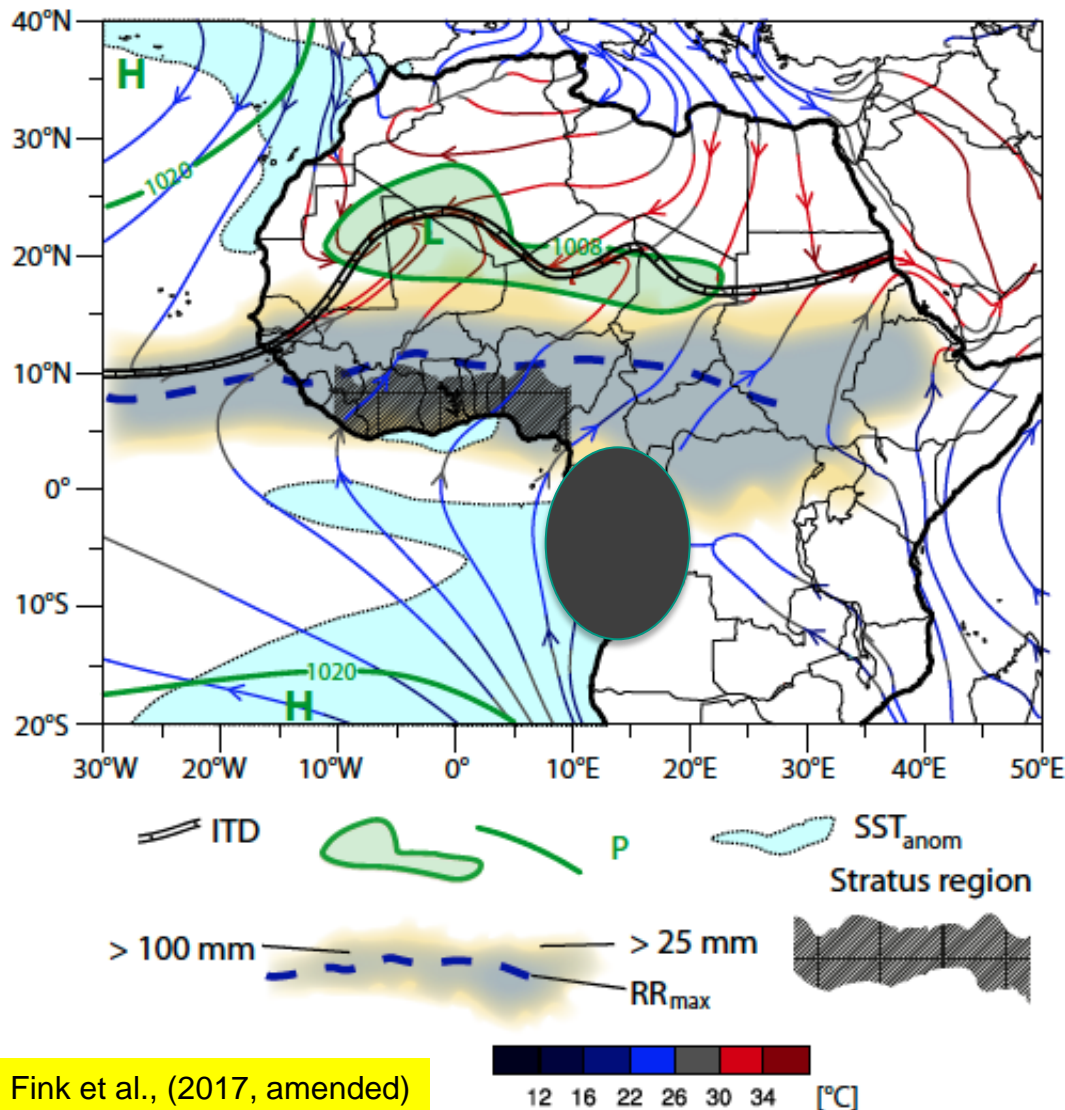 40°N
H
30°N
1020
20°N
L
1008
10°N
0°
10°S
1020
H
20°S
30°W 20°W 10°W 0° 10°E 20°E 30°E 40°E 50°E
ITD
P
SSTanom
Stratus region
> 100 mm
> 25 mm
RRmax
12 16 22 26 30 34 [°C]
Fink et al., (2017, amended)